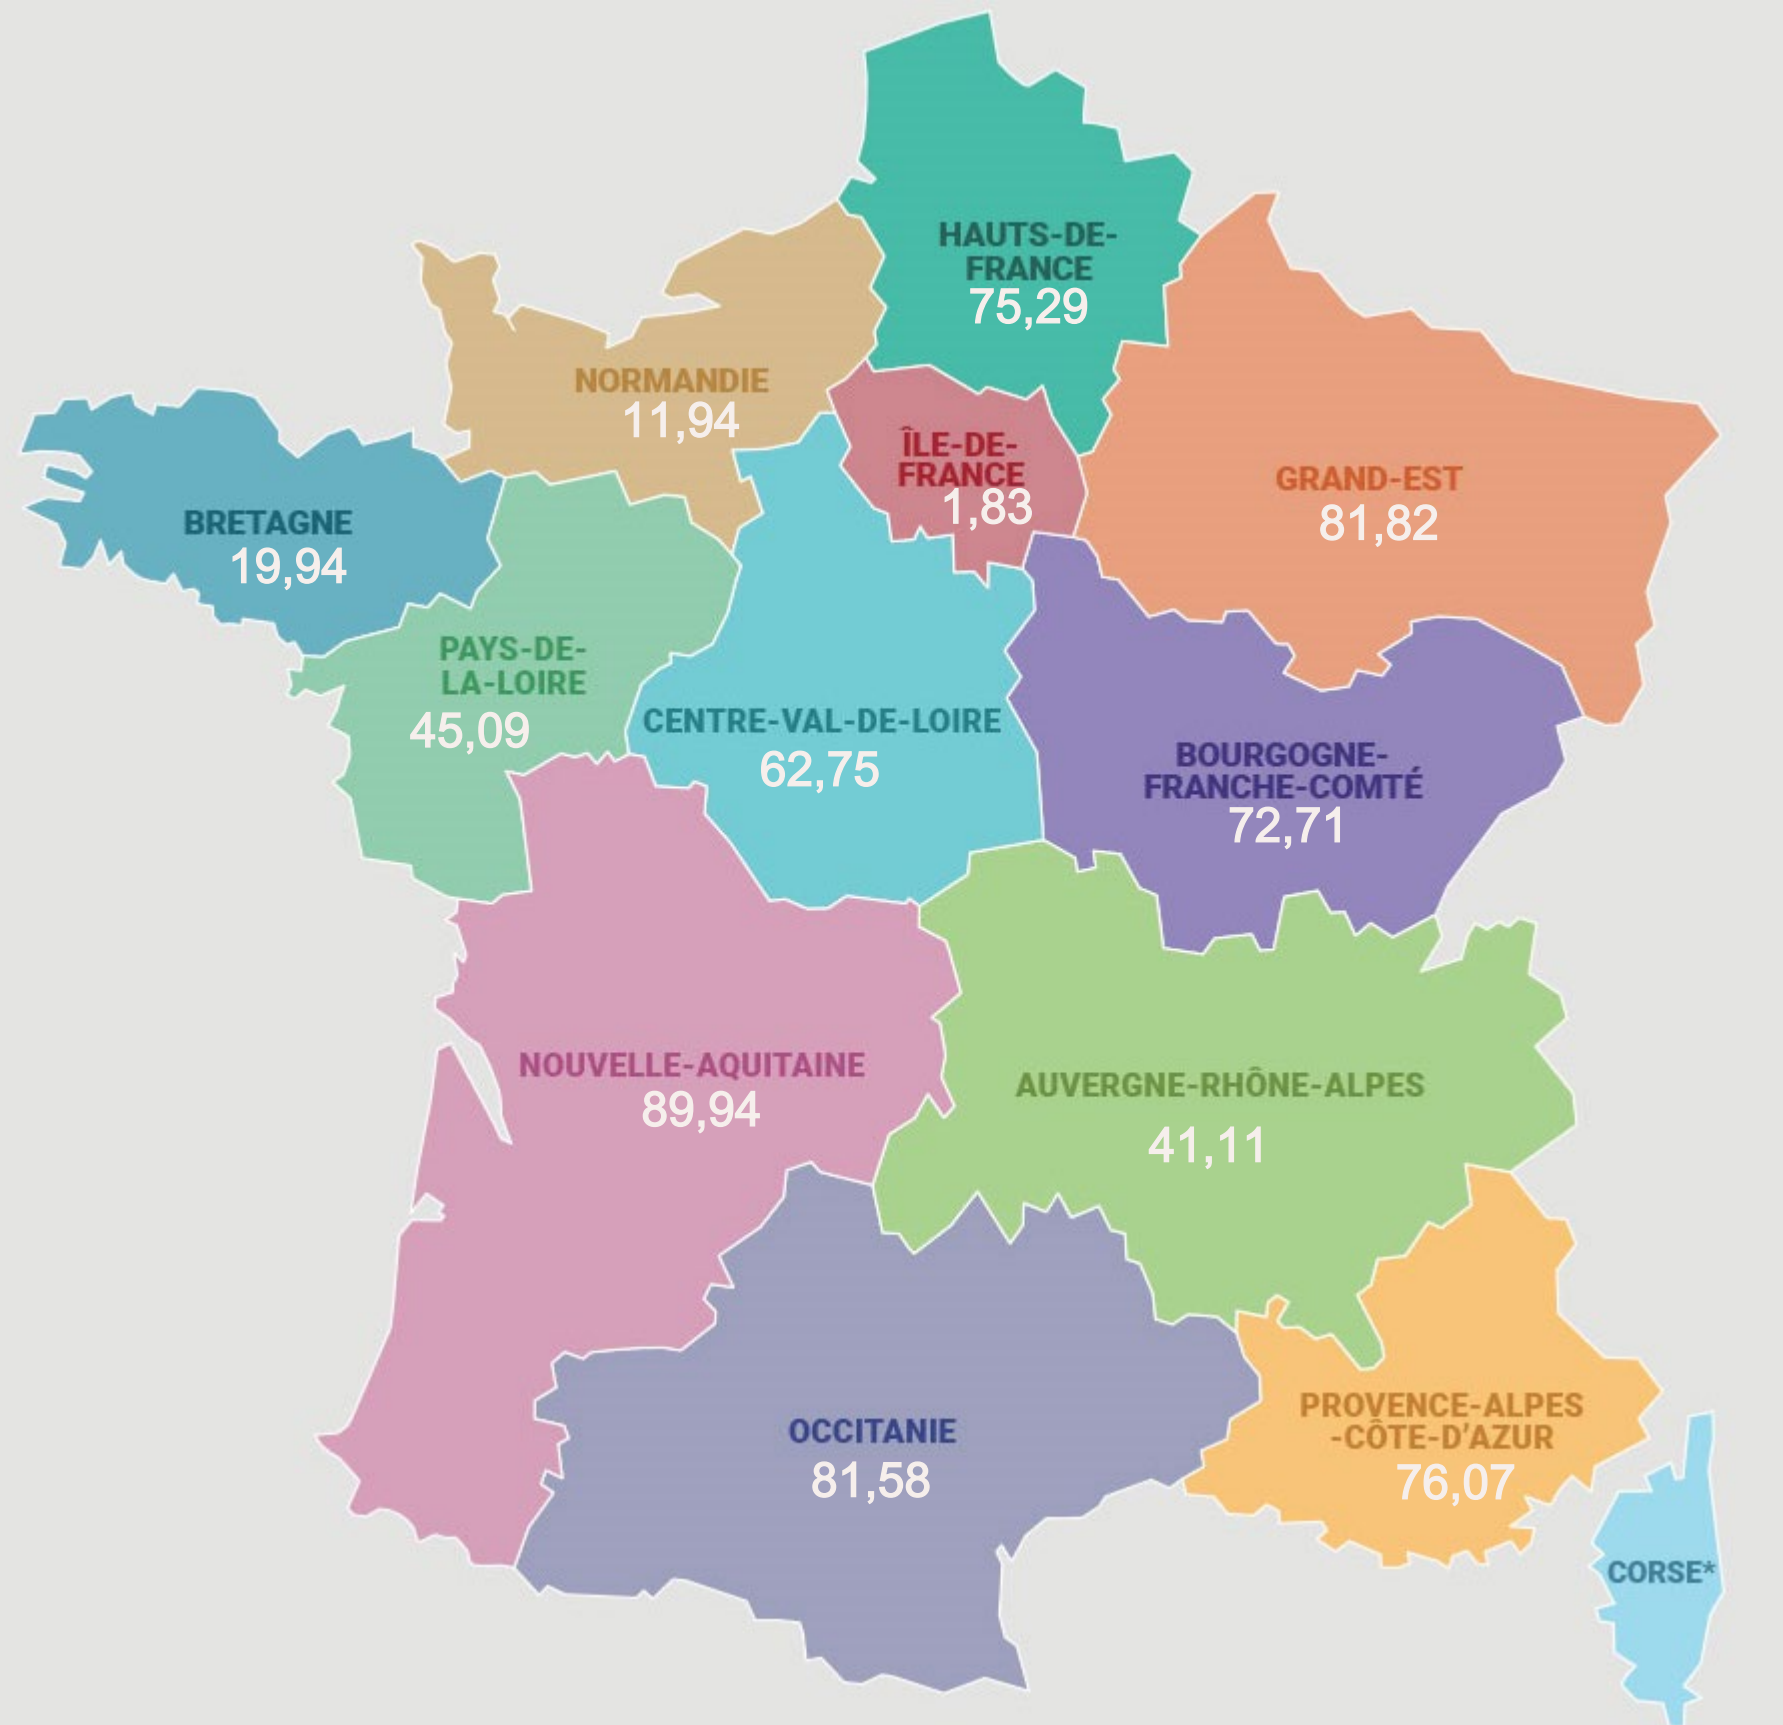 HAUTS-DE-
FRANCE
75,29
NORMANDIE
11,94
ÎLE-DE-
FRANCE
1,83
GRAND-EST
81,82
BRETAGNE
19,94
PAYS-DE-
LA-LOIRE
45,09
CENTRE-VAL-DE-LOIRE
62,75
BOURGOGNE-
FRANCHE-COMTÉ
72,71
NOUVELLE-AQUITAINE
89,94
AUVERGNE-RHÔNE-ALPES
41,11
OCCITANIE
81,58
PROVENCE-ALPES
-CÔTE-D'AZUR
76,07
CORSE*